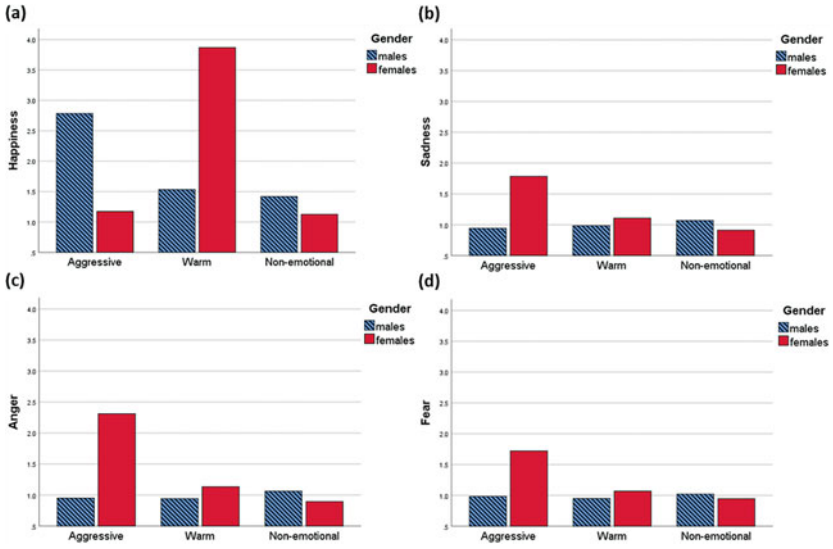 (a)
Gender
males
females
4.0
3.5
3.0
2.5
2.0
1.5
1.0
.5
Happiness
Aggressive Warm Non-emotional
(b)
Gender
males
females
4.0
3.5
3.0
2.5
2.0
1.5
1.0
.5
Sadness
Aggressive Warm Non-emotional
(c)
Gender
males
females
4.0
3.5
3.0
2.5
2.0
1.5
1.0
.5
Anger
Aggressive Warm Non-emotional
(d)
Gender
males
females
4.0
3.5
3.0
2.5
2.0
1.5
1.0
.5
Fear
Aggressive Warm Non-emotional